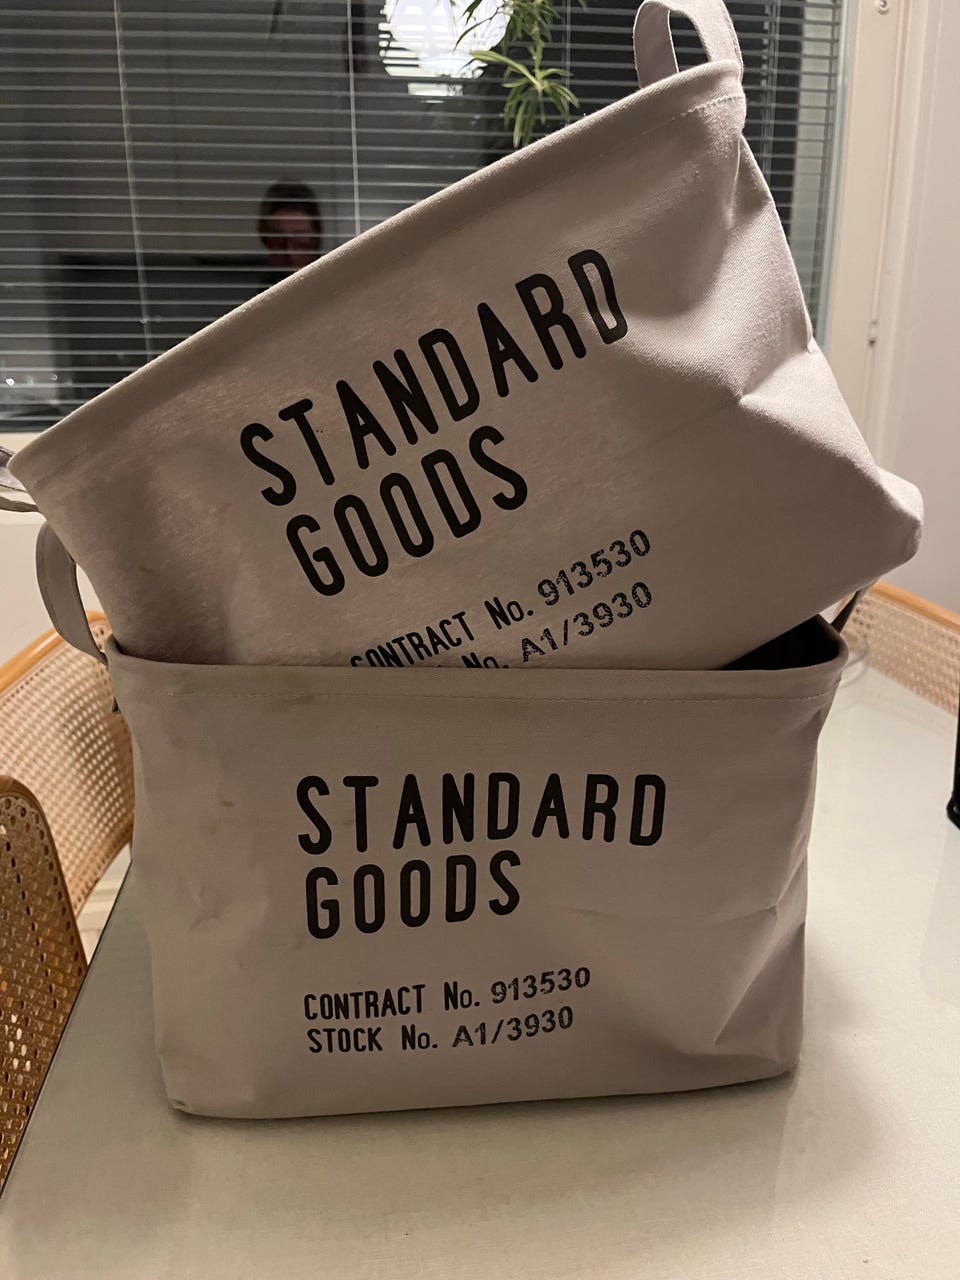 STANDARD
GOODS
CONTRACT No. 913530
No. A1/3930
STANDARD
GOODS
CONTRACT No. 913530
STOCK No. A1/3930